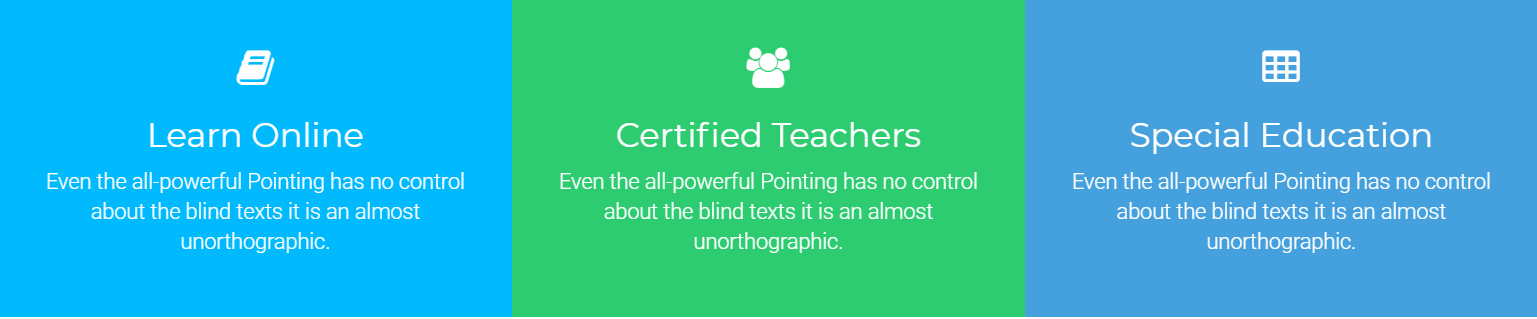 Learn Online
Even the all-powerful Pointing has no control
about the blind texts it is an almost
unorthographic.
Certified Teachers
Even the all-powerful Pointing has no control
about the blind texts it is an almost
unorthographic.
Special Education
Even the all-powerful Pointing has no control
about the blind texts it is an almost
unorthographic.